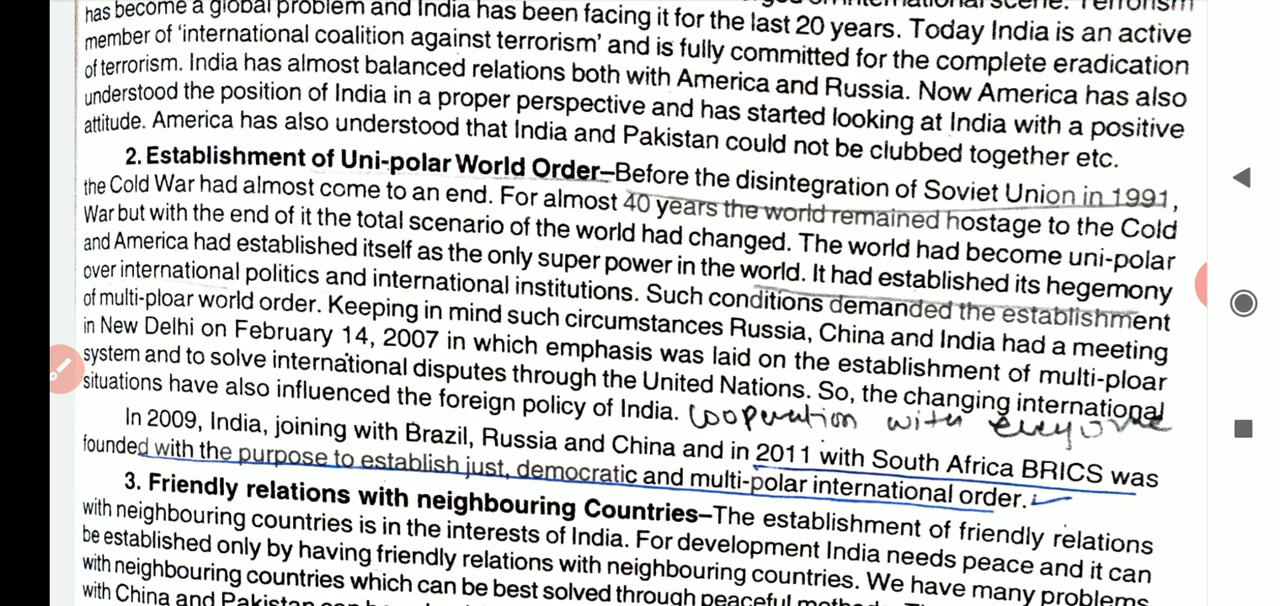 has become a global problem and India has been facing it for the last 20 years. Today India is an active
member of 'international coalition against terrorism' and is fully committed for the complete eradication
of terrorism. India has almost balanced relations both with America and Russia. Now America has also
understood the position of India in a proper perspective and has started looking at India with a positive
attitude. America has also understood that India and Pakistan could not be clubbed together etc.
2. Establishment of Uni-polar World Order–Before the disintegration of Soviet Union in 1991,
the Cold War had almost come to an end. For almost 40 years the world remained hostage to the Cold
War but with the end of it the total scenario of the world had changed. The world had become uni-polar
and America had established itself as the only super power in the world. It had established its hegemony
over international politics and international institutions. Such conditions demanded the establishment
of multi-ploar world order. Keeping in mind such circumstances Russia, China and India had a meeting
in New Delhi on February 14, 2007 in which emphasis was laid on the establishment of multi-ploar
system and to solve international disputes through the United Nations. So, the changing international
situations have also influenced the foreign policy of India. Cooperation with everyone
In 2009, India, joining with Brazil, Russia and China and in 2011 with South Africa BRICS was
founded with the purpose to establish just, democratic and multi-polar international order.
3. Friendly relations with neighbouring Countries–The establishment of friendly relations
with neighbouring countries is in the interests of India. For development India needs peace and it can
be established only by having friendly relations with neighbouring countries. We have many problems
with neighbouring countries which can be best solved through peaceful
with China and Pakistan can be